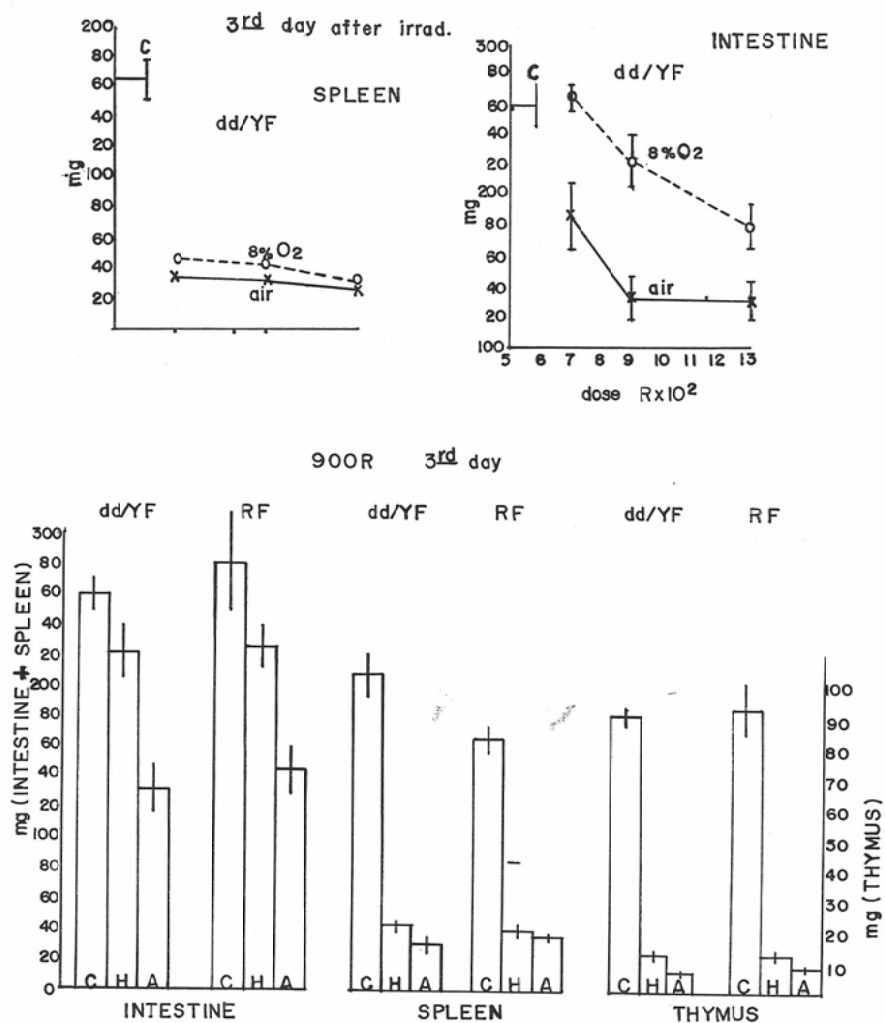 3rd day after irrad.
200
80
60
40
20
100
80
60
40
20
mg
C
SPLEEN
dd/YF
8% O2
air
INTESTINE
300
80
60
40
20
200
80
60
40
20
100
mg
C
dd/YF
8% O2
air
5 6 7 8 9 10 11 12 13
dose R x 10²
900R 3rd day
dd/YF RF dd/YF RF dd/YF RF
mg (INTESTINE + SPLEEN)
300
80
60
40
20
200
80
60
40
20
100
80
60
40
20
0
100
90
80
70
60
50
40
30
20
10
mg (THYMUS)
C H A C H A C H A C H A C H A C H A
INTESTINE SPLEEN THYMUS